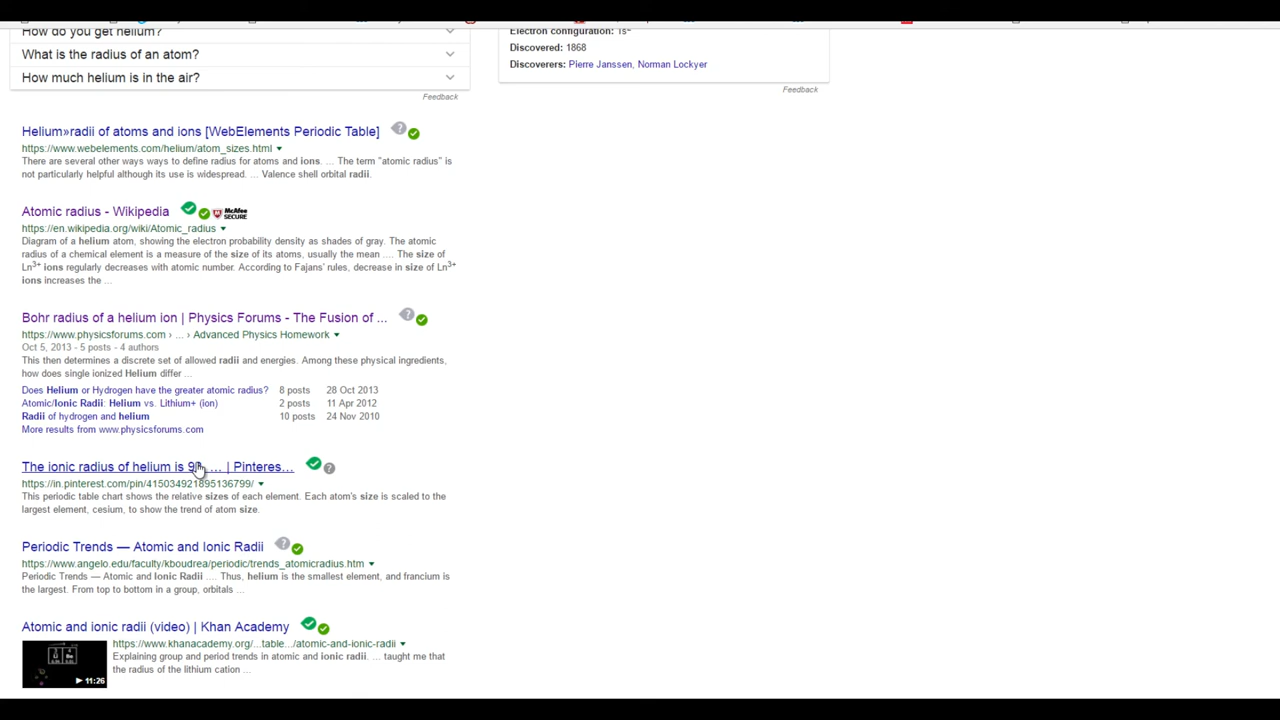 How do you get helium?
What is the radius of an atom?
How much helium is in the air?
Feedback
Electron configuration: 1s²
Discovered: 1868
Discoverers: Pierre Janssen, Norman Lockyer
Feedback
Helium»radii of atoms and ions [WebElements Periodic Table]
https://www.webelements.com/helium/atom_sizes.html
There are several other ways ways to define radius for atoms and ions. ... The term "atomic radius" is
not particularly helpful although its use is widespread. ... Valence shell orbital radii.
Atomic radius - Wikipedia
McAfee
SECURE
https://en.wikipedia.org/wiki/Atomic_radius
Diagram of a helium atom, showing the electron probability density as shades of gray. The atomic
radius of a chemical element is a measure of the size of its atoms, usually the mean .... The size of
Ln3+ ions regularly decreases with atomic number. According to Fajans' rules, decrease in size of Ln3+
ions increases the ...
Bohr radius of a helium ion | Physics Forums - The Fusion of ...
https://www.physicsforums.com › ... › Advanced Physics Homework
Oct 5, 2013 - 5 posts - 4 authors
This then determines a discrete set of allowed radii and energies. Among these physical ingredients,
how does single ionized Helium differ ...
Does Helium or Hydrogen have the greater atomic radius? 8 posts 28 Oct 2013
Atomic/Ionic Radii: Helium vs. Lithium+ (ion) 2 posts 11 Apr 2012
Radii of hydrogen and helium 10 posts 24 Nov 2010
More results from www.physicsforums.com
The ionic radius of helium is ... | Pinteres...
https://in.pinterest.com/pin/415034921895136799/
This periodic table chart shows the relative sizes of each element. Each atom's size is scaled to the
largest element, cesium, to show the trend of atom size.
Periodic Trends — Atomic and Ionic Radii
https://www.angelo.edu/faculty/kboudrea/periodic/trends_atomicradius.htm
Periodic Trends — Atomic and Ionic Radii .... Thus, helium is the smallest element, and francium is
the largest. From top to bottom in a group, orbitals ...
Atomic and ionic radii (video) | Khan Academy
https://www.khanacademy.org/...table.../atomic-and-ionic-radii
Explaining group and period trends in atomic and ionic radii. ... taught me that
the radius of the lithium cation ...
11:26